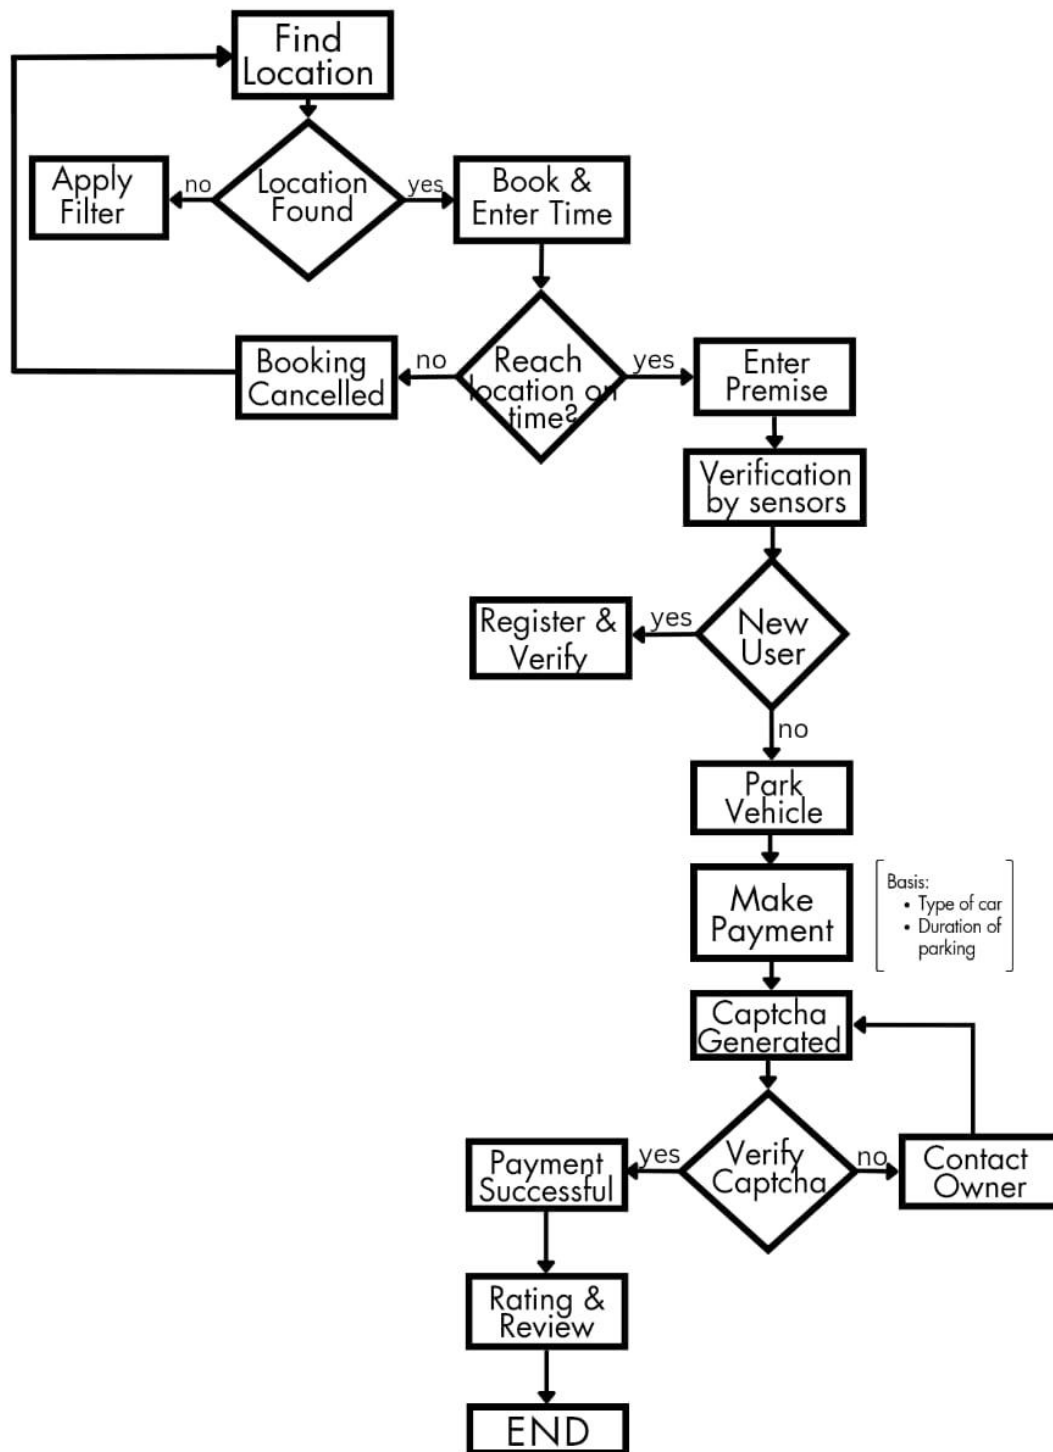 Find
Location
Apply
Filter
no
Location
Found
yes
Book &
Enter Time
Booking
Cancelled
no
Reach
location on
time?
yes
Enter
Premise
Verification
by sensors
Register &
Verify
yes
New
User
no
Park
Vehicle
Make
Payment
Basis:
• Type of car
• Duration of
parking
Captcha
Generated
Payment
Successful
yes
Verify
Captcha
no
Contact
Owner
Rating &
Review
END